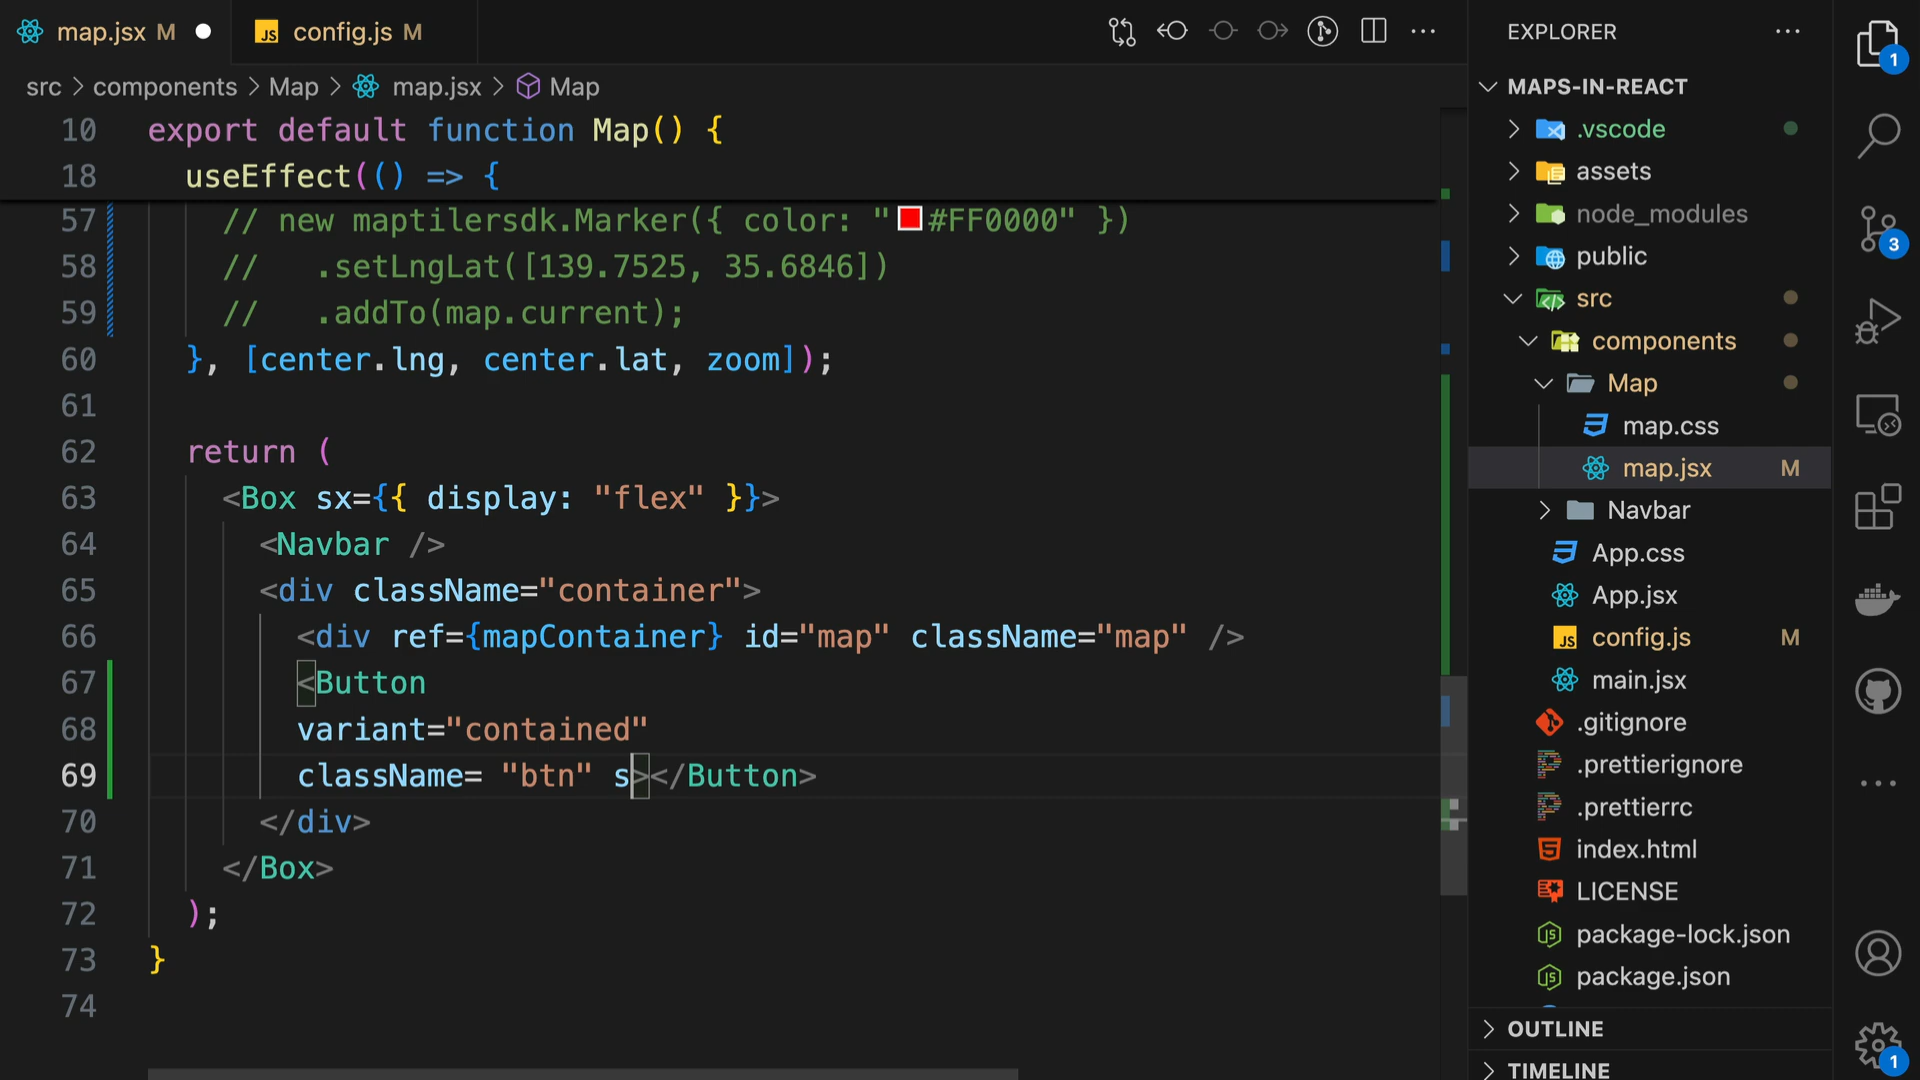 map.jsx M
config.js M
src > components > Map > map.jsx > Map
10 export default function Map() {
18 useEffect(() => {
57 // new maptilersdk.Marker({ color: "#FF0000" })
58 // .setLngLat([139.7525, 35.6846])
59 // .addTo(map.current);
60 }, [center.lng, center.lat, zoom]);
61
62 return (
63 <Box sx={{ display: "flex" }}>
64 <Navbar />
65 <div className="container">
66 <div ref={mapContainer} id="map" className="map" />
67 <Button
68 variant="contained"
69 className= "btn" s></Button>
70 </div>
71 </Box>
72 );
73 }
74
EXPLORER
MAPS-IN-REACT
.vscode
assets
node_modules
public
src
components
Map
map.css
map.jsx M
Navbar
App.css
App.jsx
config.js M
main.jsx
.gitignore
.prettierignore
.prettierrc
index.html
LICENSE
package-lock.json
package.json
OUTLINE
TIMELINE
1
3
1